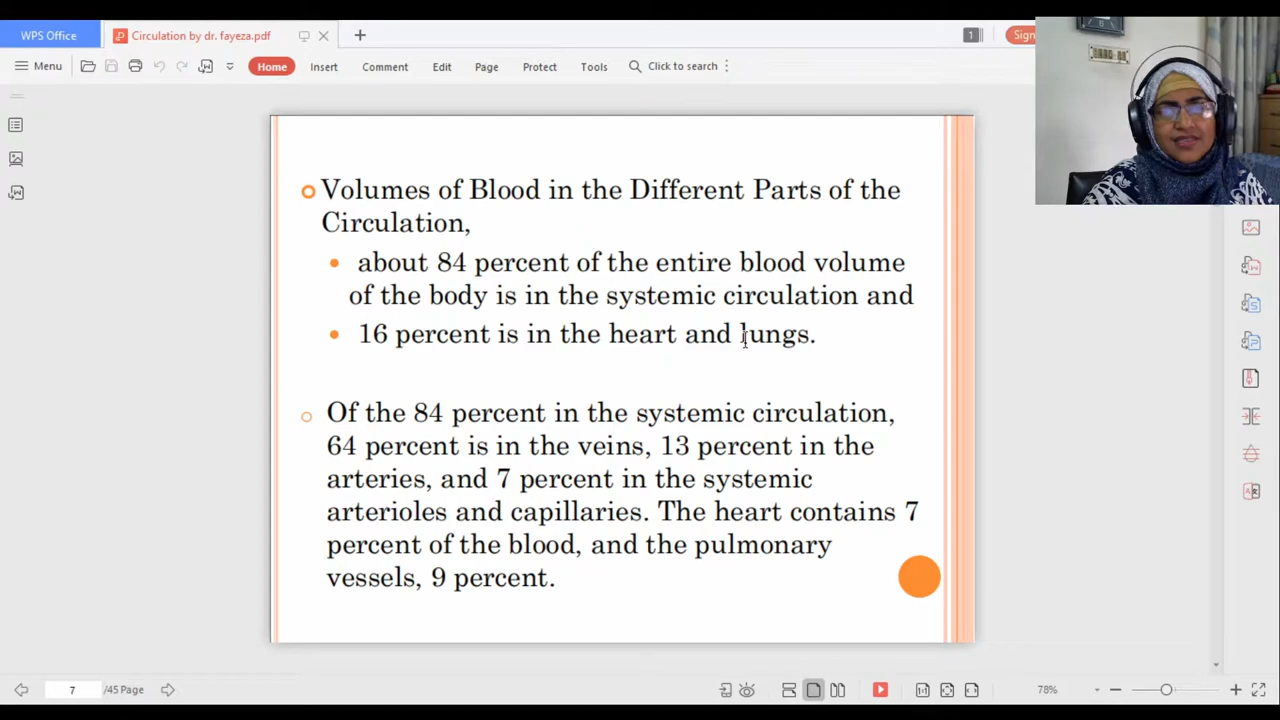 WPS Office
Circulation by dr. fayeza.pdf
1
Sign
Menu
Home
Insert
Comment
Edit
Page
Protect
Tools
Click to search
Volumes of Blood in the Different Parts of the
Circulation,
about 84 percent of the entire blood volume
of the body is in the systemic circulation and
16 percent is in the heart and lungs.
Of the 84 percent in the systemic circulation,
64 percent is in the veins, 13 percent in the
arteries, and 7 percent in the systemic
arterioles and capillaries. The heart contains 7
percent of the blood, and the pulmonary
vessels, 9 percent.
7
/45 Page
78%